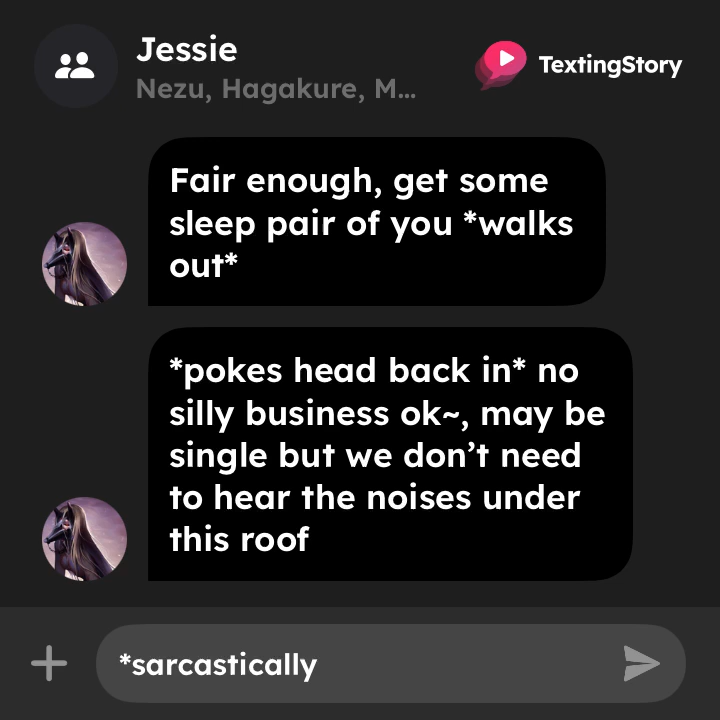 Jessie
Nezu, Hagakure, M...
TextingStory
Fair enough, get some
sleep pair of you *walks
out*
*pokes head back in* no
silly business ok~, may be
single but we don’t need
to hear the noises under
this roof
*sarcastically